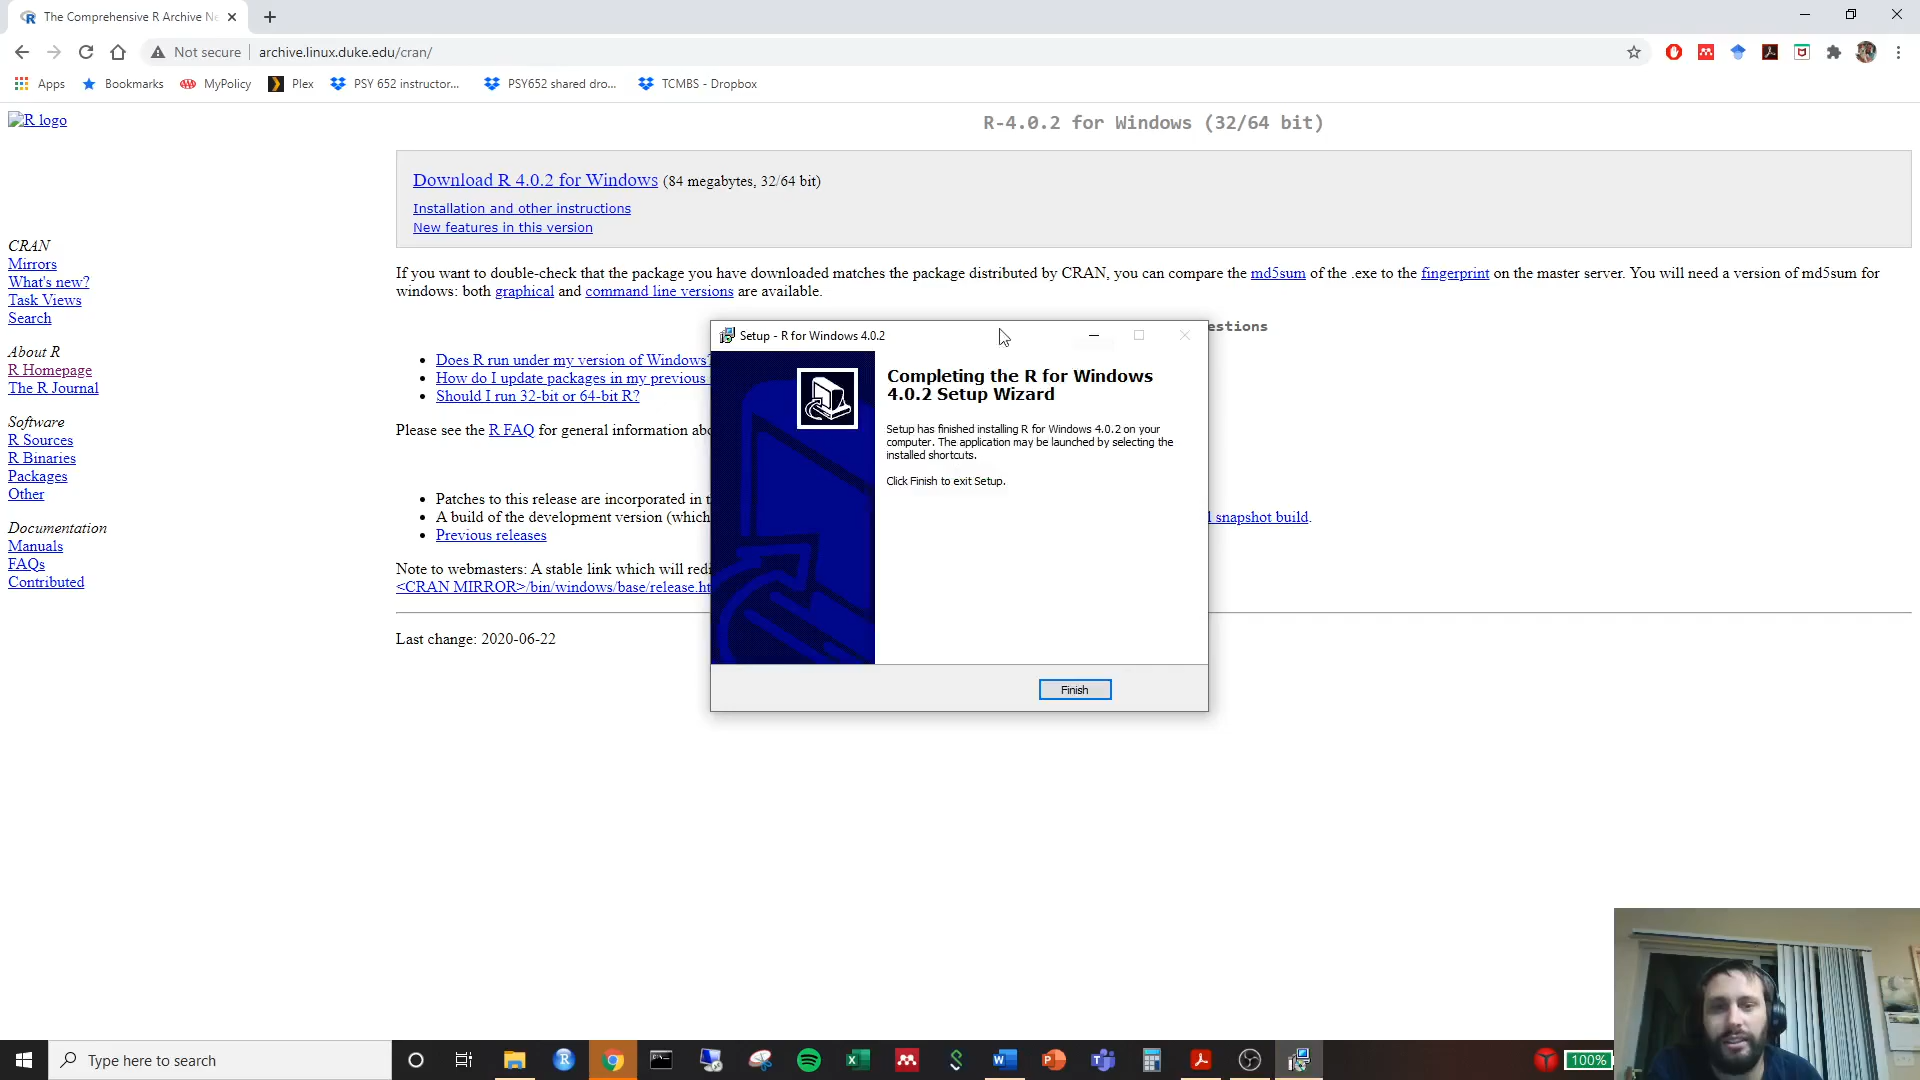 The Comprehensive R Archive Ne
Not secure
archive.linux.duke.edu/cran/
Apps
Bookmarks
MyPolicy
Plex
PSY 652 instructor...
PSY652 shared dro...
TCMBS - Dropbox
R logo
CRAN
Mirrors
What's new?
Task Views
Search
About R
R Homepage
The R Journal
Software
R Sources
R Binaries
Packages
Other
Documentation
Manuals
FAQs
Contributed
R-4.0.2 for Windows (32/64 bit)
Download R 4.0.2 for Windows (84 megabytes, 32/64 bit)
Installation and other instructions
New features in this version
If you want to double-check that the package you have downloaded matches the package distributed by CRAN, you can compare the md5sum of the .exe to the fingerprint on the master server. You will need a version of md5sum for
windows: both graphical and command line versions are available.
estions
Does R run under my version of Windows?
How do I update packages in my previous
Should I run 32-bit or 64-bit R?
Please see the R FAQ for general information abo
Patches to this release are incorporated in t
A build of the development version (which
l snapshot build.
Previous releases
Note to webmasters: A stable link which will redi
<CRAN MIRROR>/bin/windows/base/release.ht
Last change: 2020-06-22
Setup - R for Windows 4.0.2
Completing the R for Windows
4.0.2 Setup Wizard
Setup has finished installing R for Windows 4.0.2 on your
computer. The application may be launched by selecting the
installed shortcuts.
Click Finish to exit Setup.
Finish
Type here to search
100%